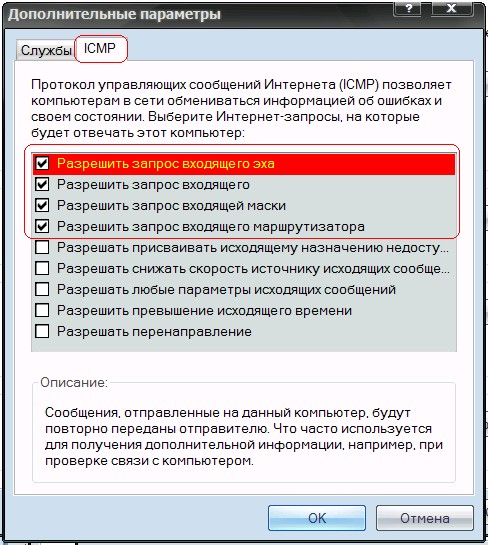 Дополнительные параметры
Службы
ICMP
Протокол управляющих сообщений Интернета (ICMP) позволяет
компьютерам в сети обмениваться информацией об ошибках и
своем состоянии. Выберите Интернет-запросы, на которые
будет отвечать этот компьютер:
Разрешить запрос входящего эха
Разрешить запрос входящего
Разрешить запрос входящей маски
Разрешить запрос входящего маршрутизатора
Разрешать присваивать исходящему назначению недосту...
Разрешать снижать скорость источнику исходящих сообще...
Разрешать любые параметры исходящих сообщений
Разрешить превышение исходящего времени
Разрешать перенаправление
Описание:
Сообщения, отправленные на данный компьютер, будут
повторно переданы отправителю. Что часто используется
для получения дополнительной информации, например, при
проверке связи с компьютером.
OK
Отмена